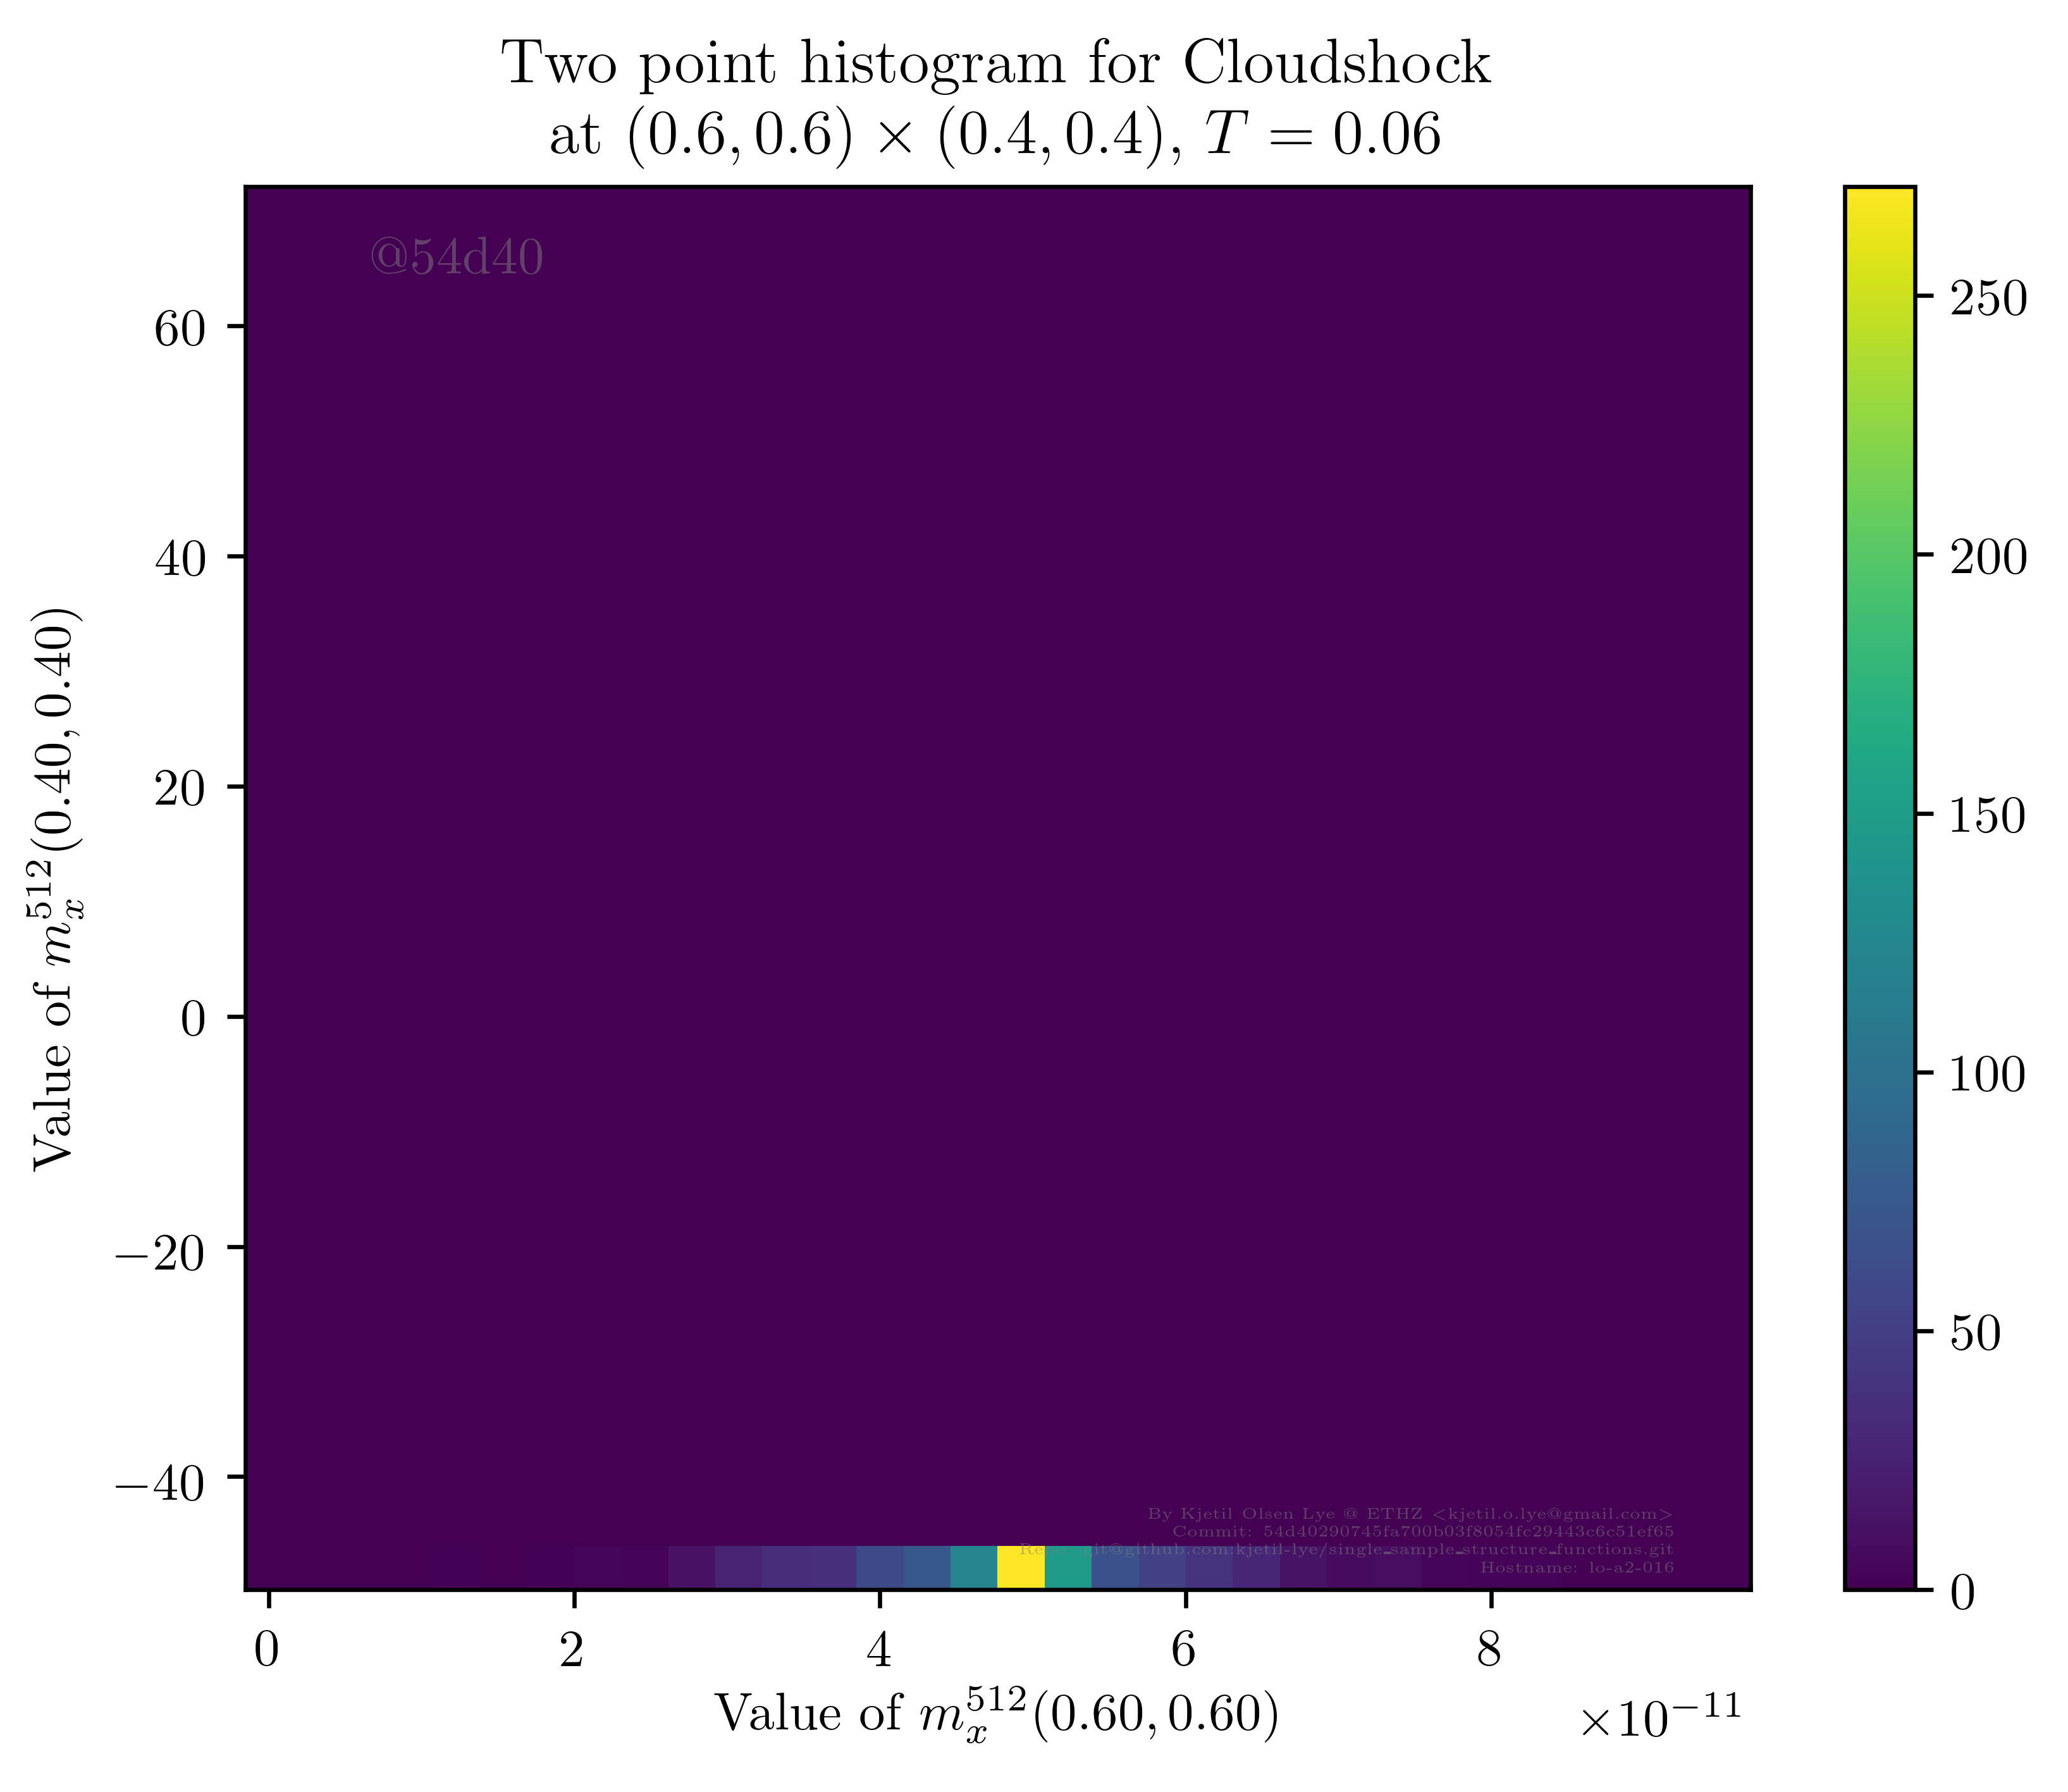 Two point histogram for Cloudshock
at (0.6, 0.6) × (0.4, 0.4), T = 0.06
@54d40
60
40
20
0
−20
−40
Value of m_x^512(0.40, 0.40)
By Kjetil Olsen Lye @ ETHZ <kjetil.o.lye@gmail.com>
Commit: 54d40290745fa700b03f8054fc29443c6c51ef65
git@github.com:kjetil-lye/single_sample_structure_functions.git
Hostname: lo-a2-016
0 2 4 6 8
×10^−11
Value of m_x^512(0.60, 0.60)
250
200
150
100
50
0